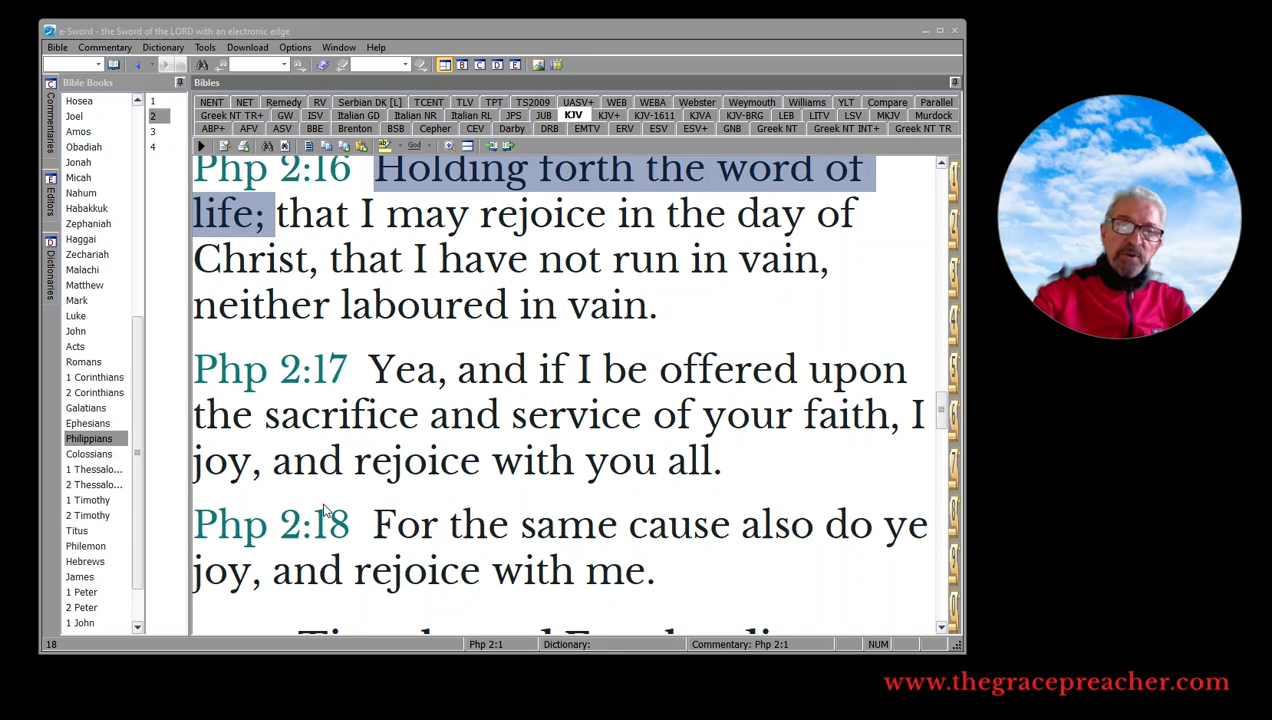 e-Sword - the Sword of the LORD with an electronic edge
Bible Commentary Dictionary Tools Download Options Window Help
B C D E
Bible Books
Bibles
Commentaries
Editors
Dictionaries
Hosea
Joel
Amos
Obadiah
Jonah
Micah
Nahum
Habakkuk
Zephaniah
Haggai
Zechariah
Malachi
Matthew
Mark
Luke
John
Acts
Romans
1 Corinthians
2 Corinthians
Galatians
Ephesians
Philippians
Colossians
1 Thessalo...
2 Thessalo...
1 Timothy
2 Timothy
Titus
Philemon
Hebrews
James
1 Peter
2 Peter
1 John
1
2
3
4
NENT NET Remedy RV Serbian DK [L] TCENT TLV TPT TS2009 UASV+ WEB WEBA Webster Weymouth Williams YLT Compare Parallel
Greek NT TR+ GW ISV Italian GD Italian NR Italian RL JPS JUB KJV KJV+ KJV-1611 KJVA KJV-BRG LEB LITV LSV MKJV Murdock
ABP+ AFV ASV BBE Brenton BSB Cepher CEV Darby DRB EMTV ERV ESV ESV+ GNB Greek NT Greek NT INT+ Greek NT TR
God
Php 2:16 Holding forth the word of
life; that I may rejoice in the day of
Christ, that I have not run in vain,
neither laboured in vain.
Php 2:17 Yea, and if I be offered upon
the sacrifice and service of your faith, I
joy, and rejoice with you all.
Php 2:18 For the same cause also do ye
joy, and rejoice with me.
18 Php 2:1 Dictionary: Commentary: Php 2:1 NUM
www.thegracepreacher.com